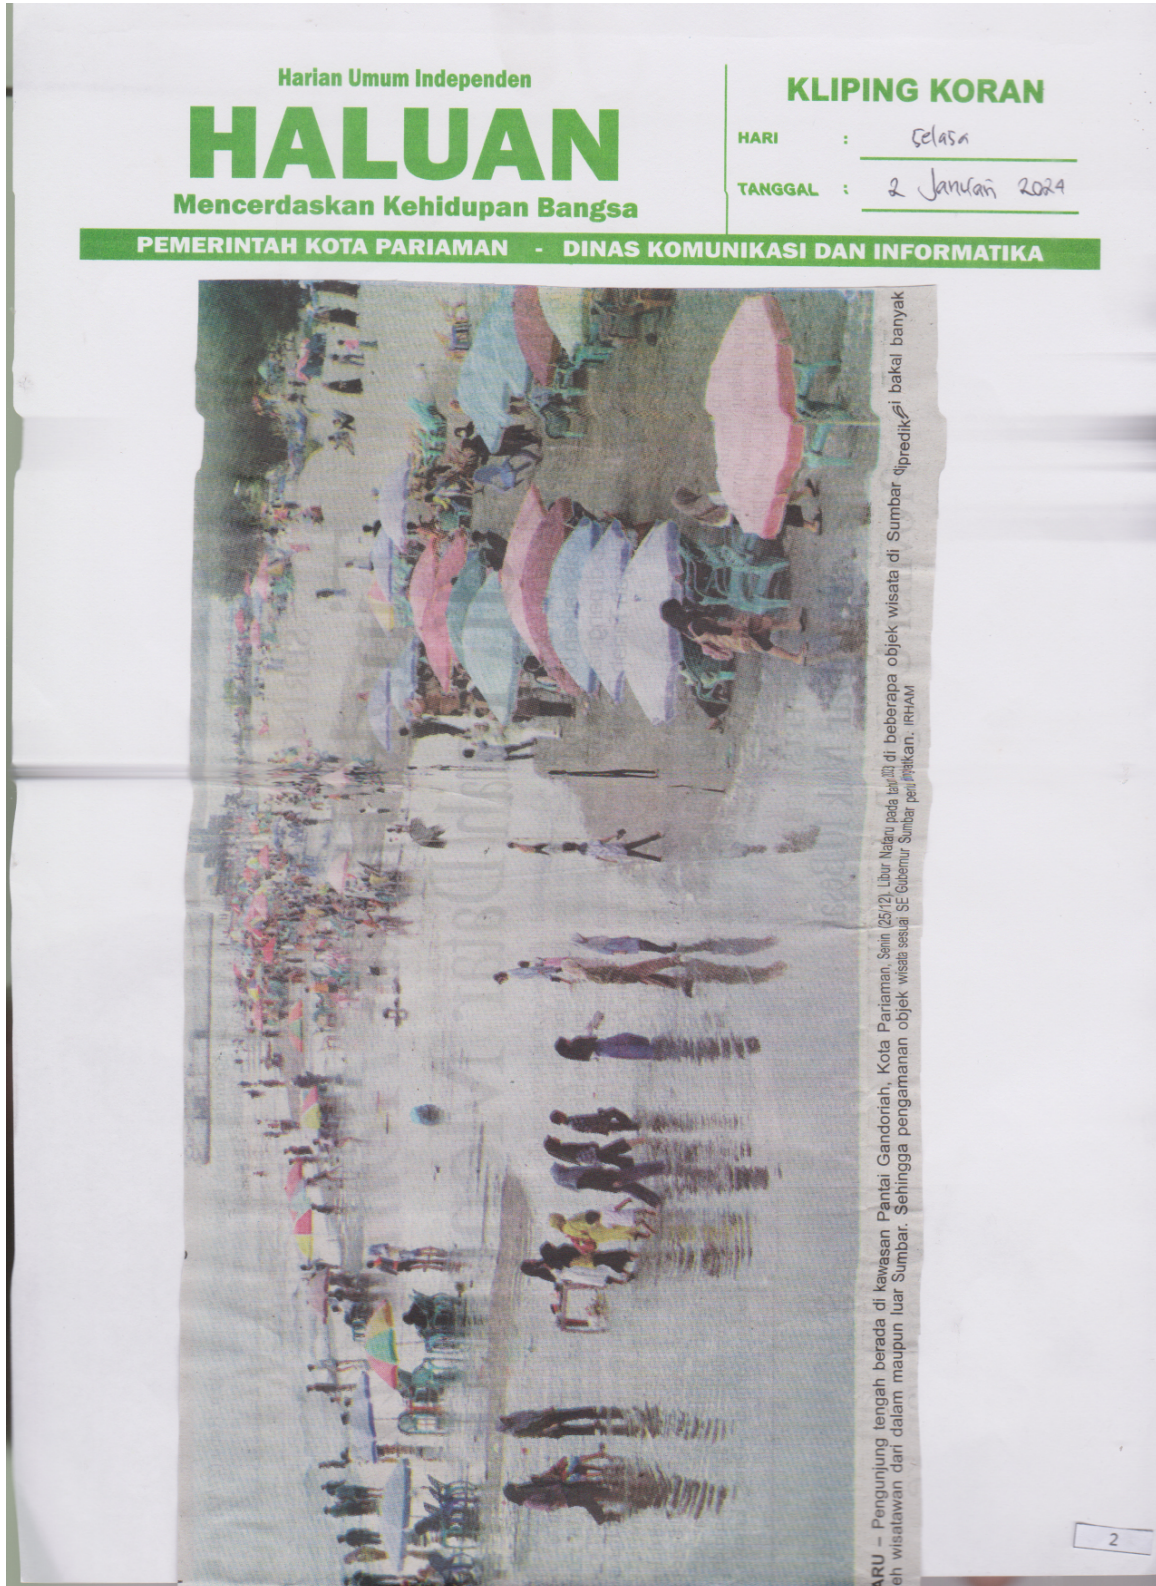 Harian Umum Independen
HALUAN
Mencerdaskan Kehidupan Bangsa
KLIPING KORAN
HARI : Selasa
TANGGAL : 2 Januari 2024
PEMERINTAH KOTA PARIAMAN - DINAS KOMUNIKASI DAN INFORMATIKA
ARU – Pengunjung tengah berada di kawasan Pantai Gandoriah, Kota Pariaman, Senin (25/12). Libur Nataru pada di beberapa objek wisata di Sumbar diprediksi bakal banyak
eh wisatawan dari dalam maupun luar Sumbar. Sehingga pengamanan objek wisata sesuai SE Gubernur Sumbar IRHAM
2